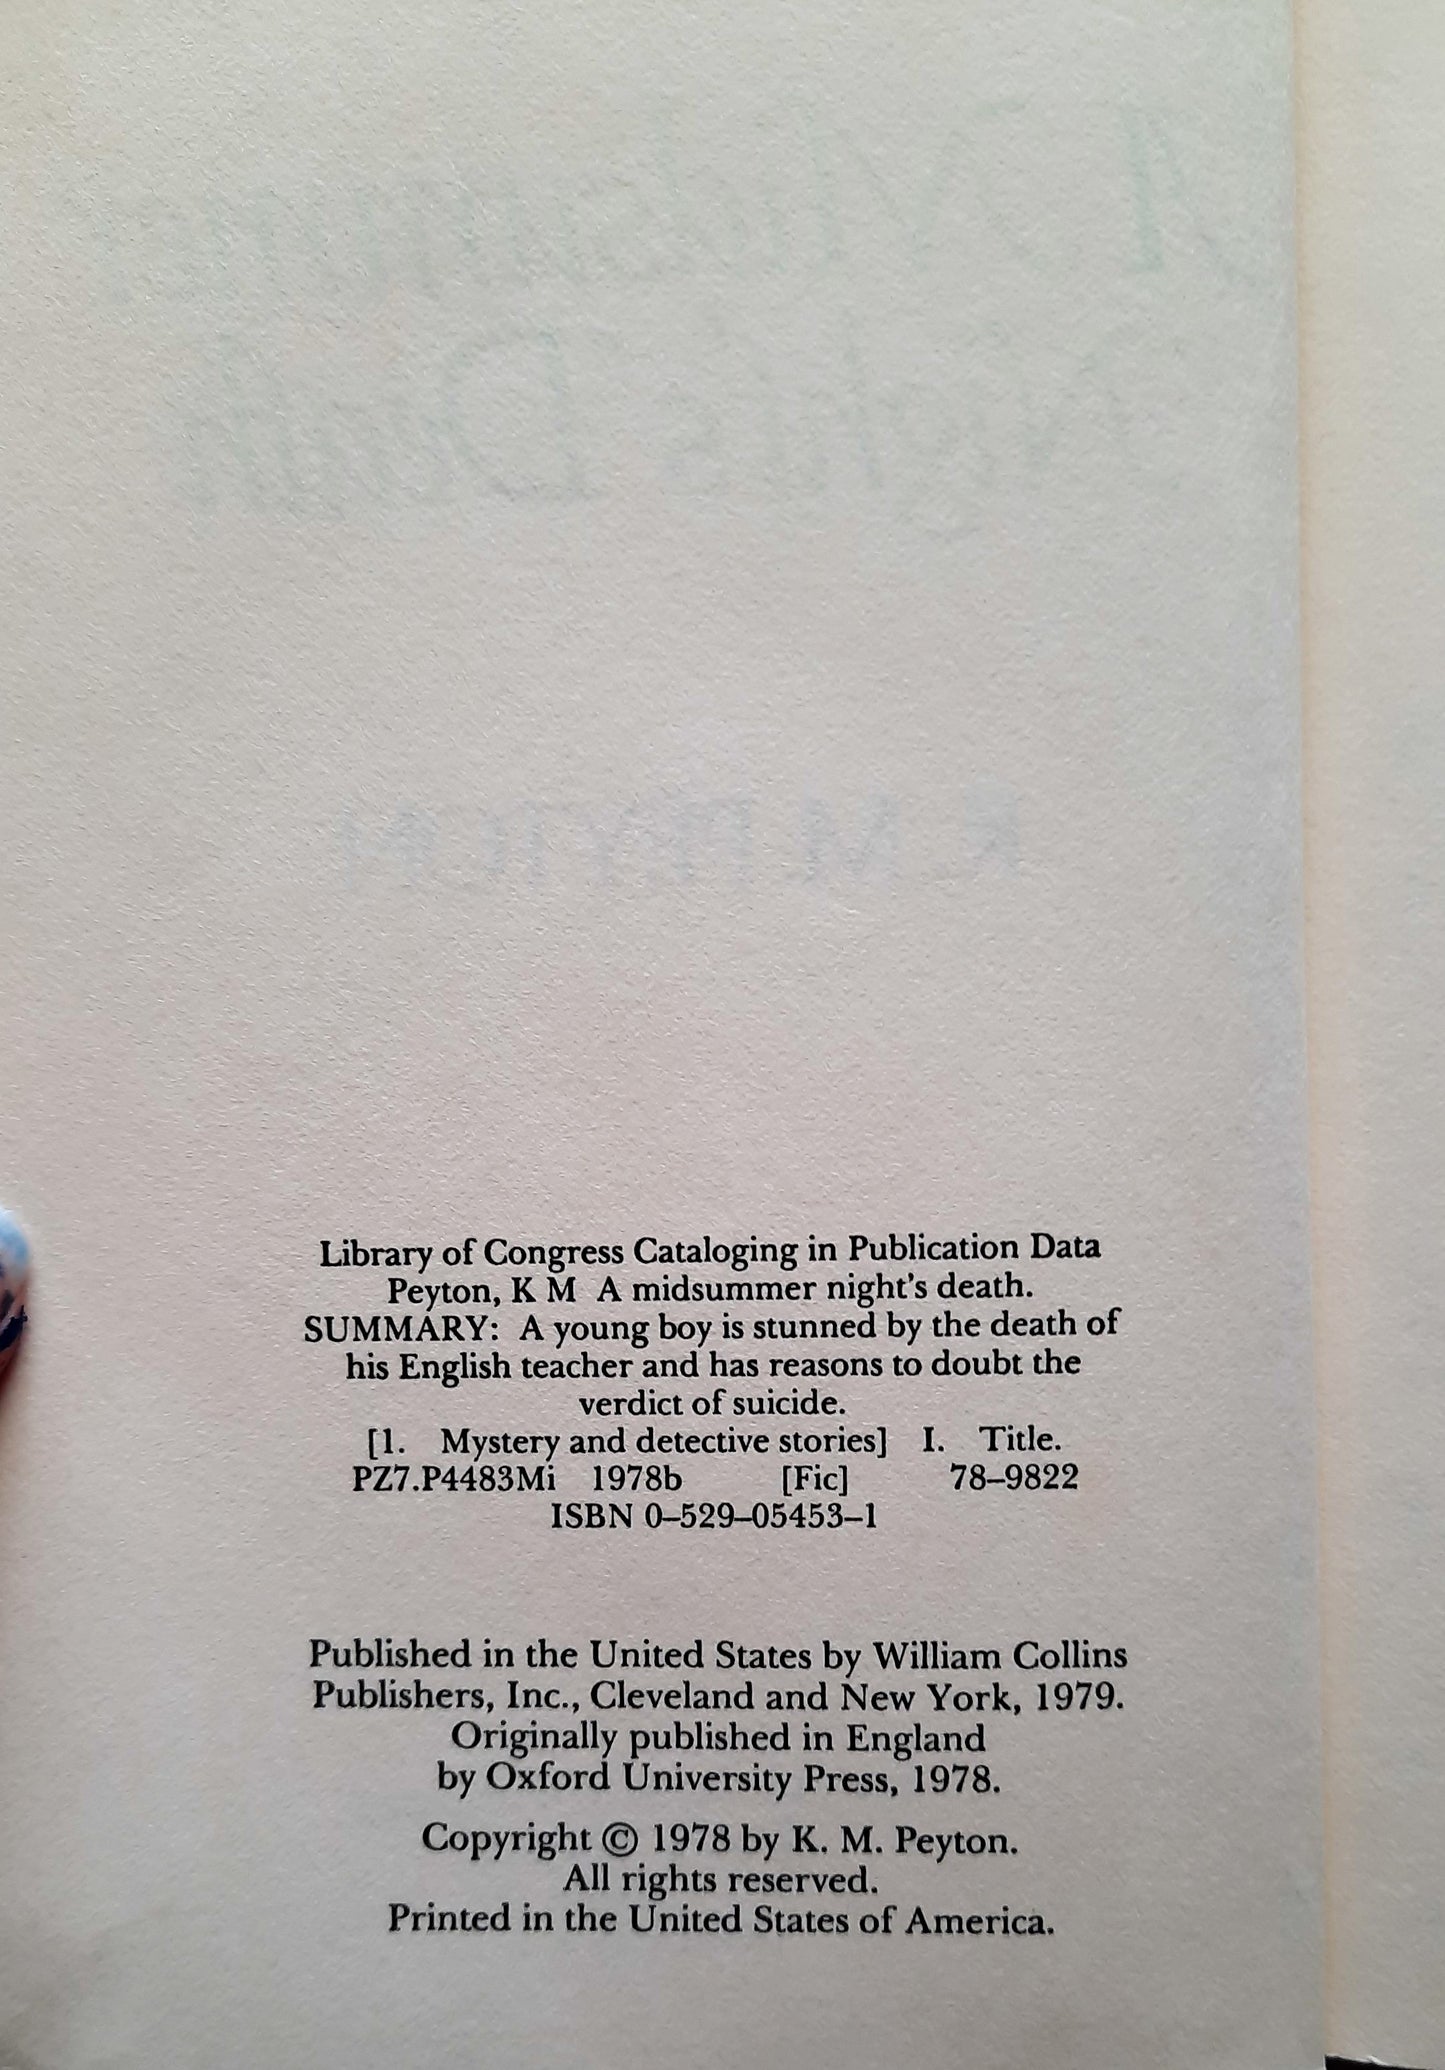 Library of Congress Cataloging in Publication Data
Peyton, K M A midsummer night's death.
SUMMARY: A young boy is stunned by the death of
his English teacher and has reasons to doubt the
verdict of suicide.
[1. Mystery and detective stories] I. Title.
PZ7.P4483Mi 1978b [Fic] 78–9822
ISBN 0–529–05453–1
Published in the United States by William Collins
Publishers, Inc., Cleveland and New York, 1979.
Originally published in England
by Oxford University Press, 1978.
Copyright © 1978 by K. M. Peyton.
All rights reserved.
Printed in the United States of America.